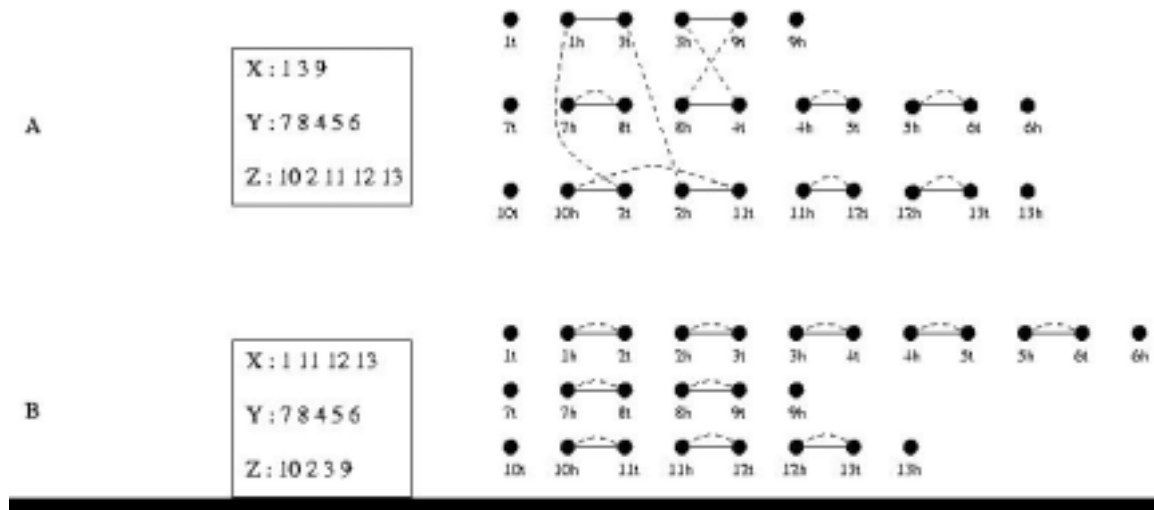 1t 1h 3t 3h 9t 9h
X : 1 3 9
A
Y : 7 8 4 5 6
7t 7h 8t 8h 4t 4h 5t 5h 6t 6h
Z : 10 2 11 12 13
10t 10h 2t 2h 11t 11h 12t 12h 13t 13h
X : 1 11 12 13
1t 1h 2t 2h 3t 3h 4t 4h 5t 5h 6t 6h
B
Y : 7 8 4 5 6
7t 7h 8t 8h 9t 9h
Z : 10 2 3 9
10t 10h 11t 11h 12t 12h 13t 13h